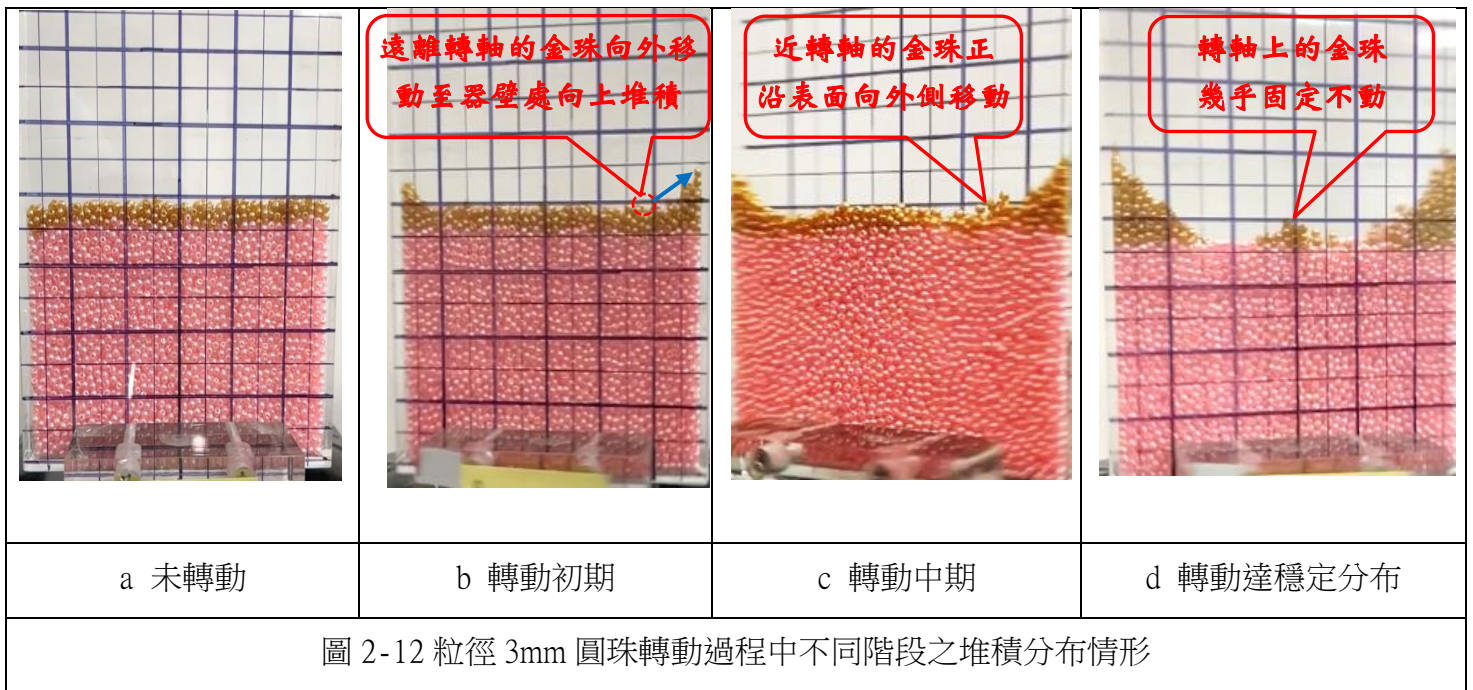 遠離轉軸的金珠向外移
動至器壁處向上堆積
近轉軸的金珠正
沿表面向外側移動
轉軸上的金珠
幾乎固定不動
a 未轉動
b 轉動初期
c 轉動中期
d 轉動達穩定分布
圖 2-12 粒徑 3mm 圓珠轉動過程中不同階段之堆積分布情形